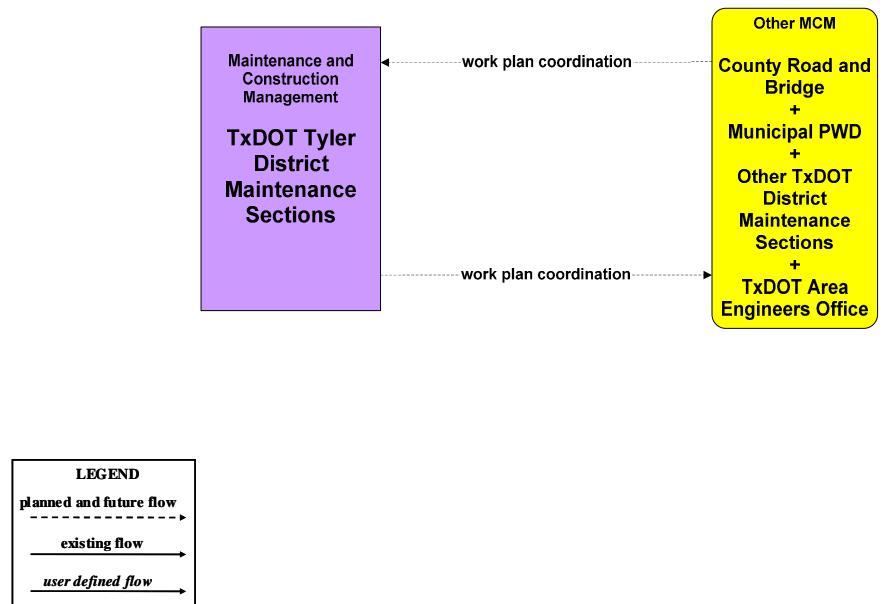 Maintenance and
Construction
Management
TxDOT Tyler
District
Maintenance
Sections
work plan coordination
work plan coordination
Other MCM
County Road and
Bridge
+
Municipal PWD
+
Other TxDOT
District
Maintenance
Sections
+
TxDOT Area
Engineers Office
LEGEND
planned and future flow
existing flow
user defined flow